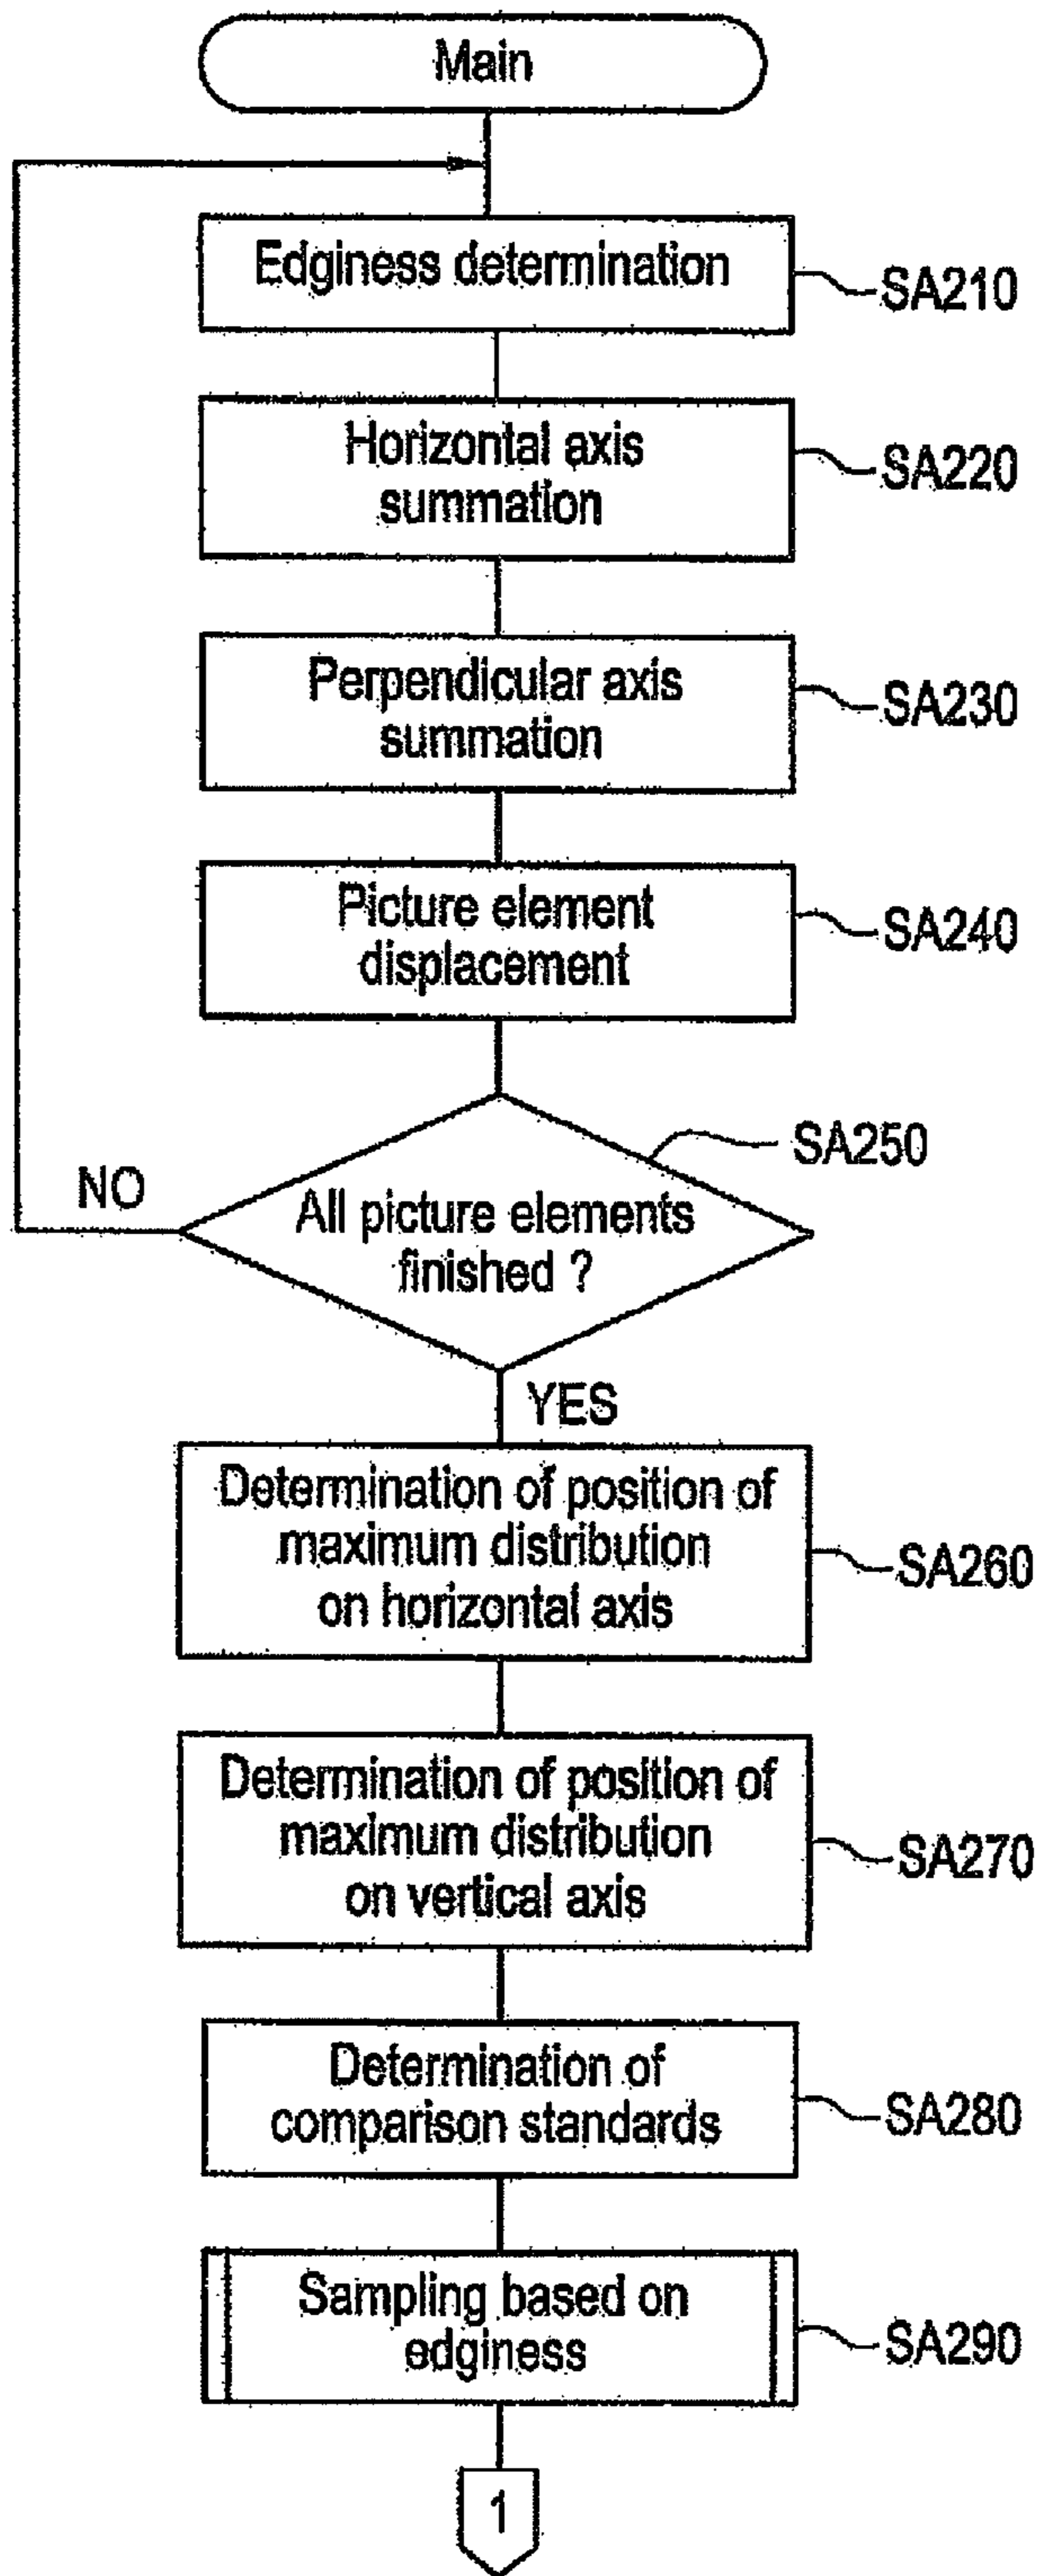 Main
Edginess determination
SA210
Horizontal axis
summation
SA220
Perpendicular axis
summation
SA230
Picture element
displacement
SA240
SA250
NO
All picture elements
finished ?
YES
Determination of position of
maximum distribution
on horizontal axis
SA260
Determination of position of
maximum distribution
on vertical axis
SA270
Determination of
comparison standards
SA280
Sampling based on
edginess
SA290
1